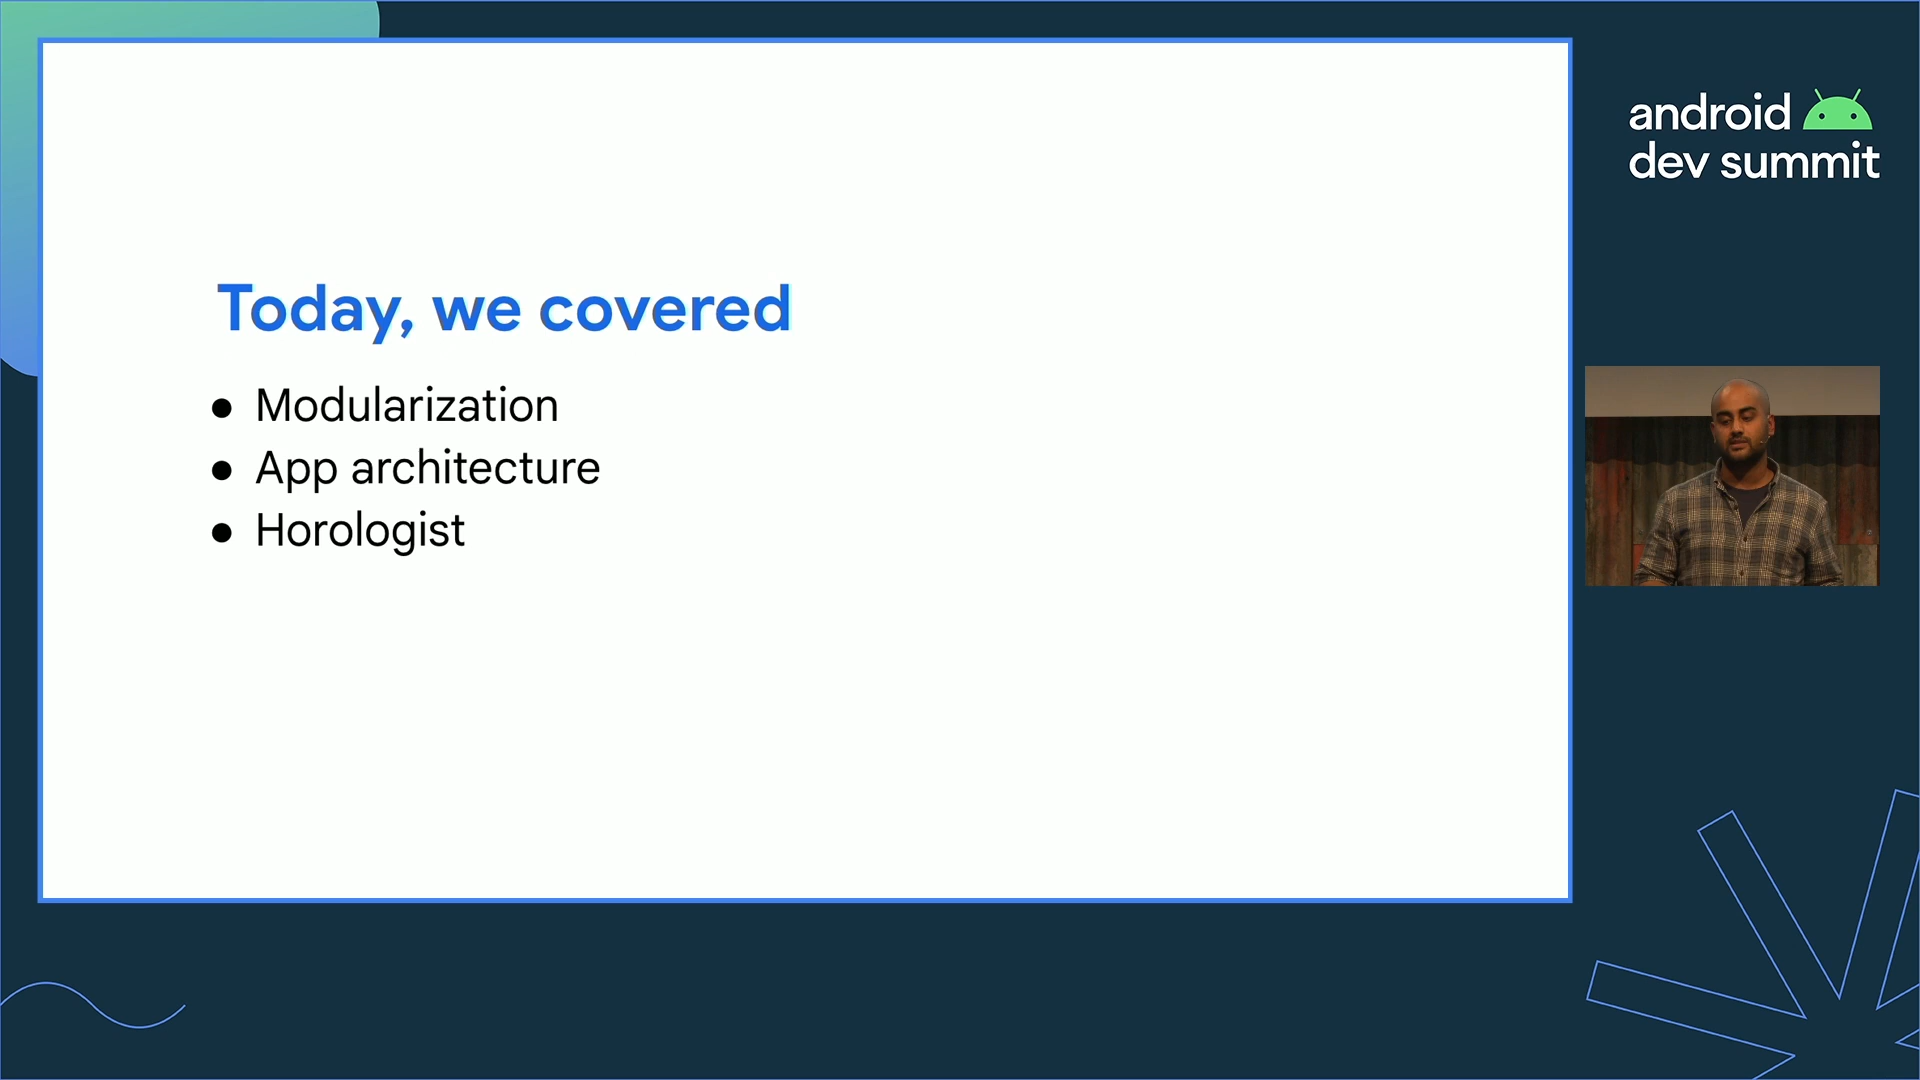 Today, we covered
● Modularization
● App architecture
● Horologist
android
dev summit